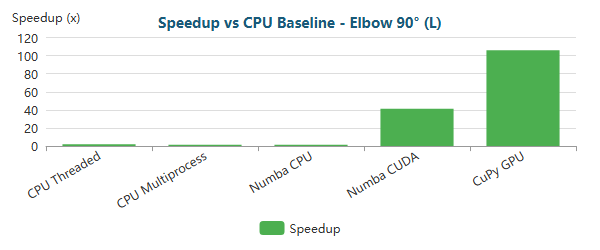 Speedup (x)
Speedup vs CPU Baseline - Elbow 90° (L)
120
100
80
60
40
20
0
CPU Threaded
CPU Multiprocess
Numba CPU
Numba CUDA
CuPy GPU
Speedup